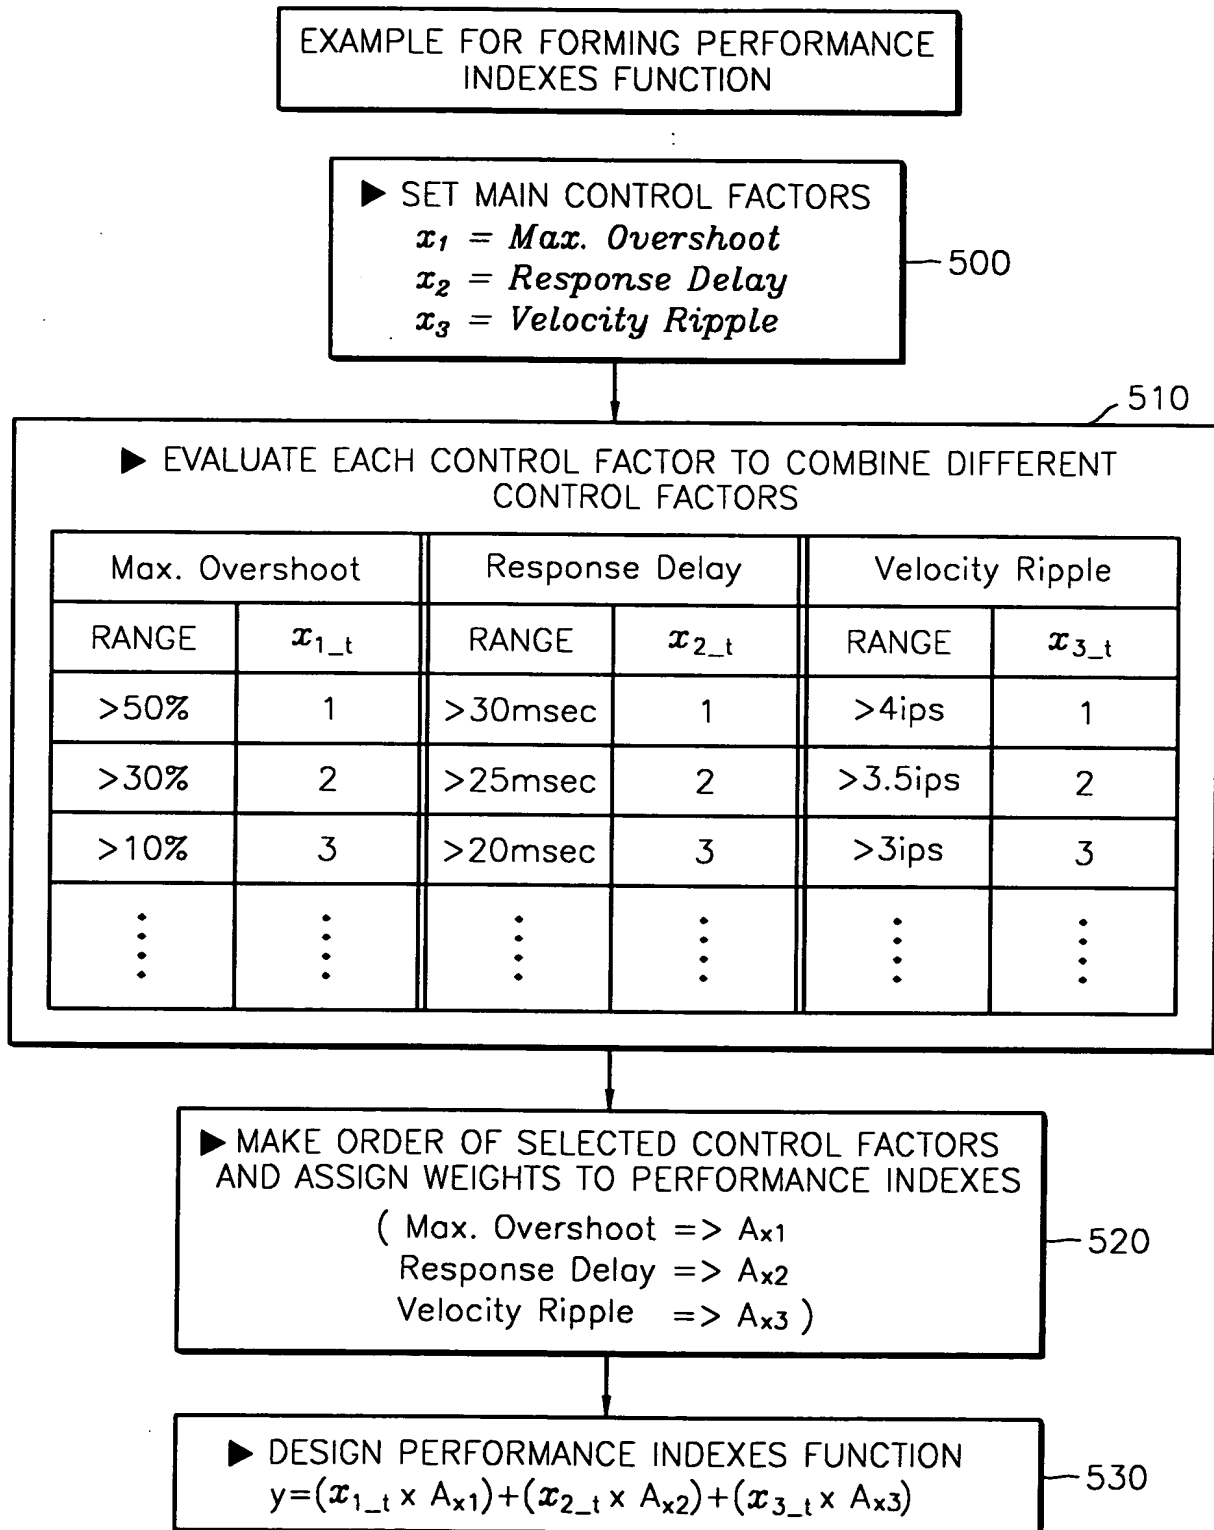 EXAMPLE FOR FORMING PERFORMANCE
INDEXES FUNCTION
▶ SET MAIN CONTROL FACTORS
x1 = Max. Overshoot
x2 = Response Delay
x3 = Velocity Ripple
500
510
▶ EVALUATE EACH CONTROL FACTOR TO COMBINE DIFFERENT
CONTROL FACTORS
Max. Overshoot Response Delay Velocity Ripple
RANGE x1_t RANGE x2_t RANGE x3_t
>50% 1 >30msec 1 >4ips 1
>30% 2 >25msec 2 >3.5ips 2
>10% 3 >20msec 3 >3ips 3
▶ MAKE ORDER OF SELECTED CONTROL FACTORS
AND ASSIGN WEIGHTS TO PERFORMANCE INDEXES
( Max. Overshoot => Ax1
Response Delay => Ax2
Velocity Ripple => Ax3 )
520
▶ DESIGN PERFORMANCE INDEXES FUNCTION
y=(x1_t x Ax1)+(x2_t x Ax2)+(x3_t x Ax3)
530